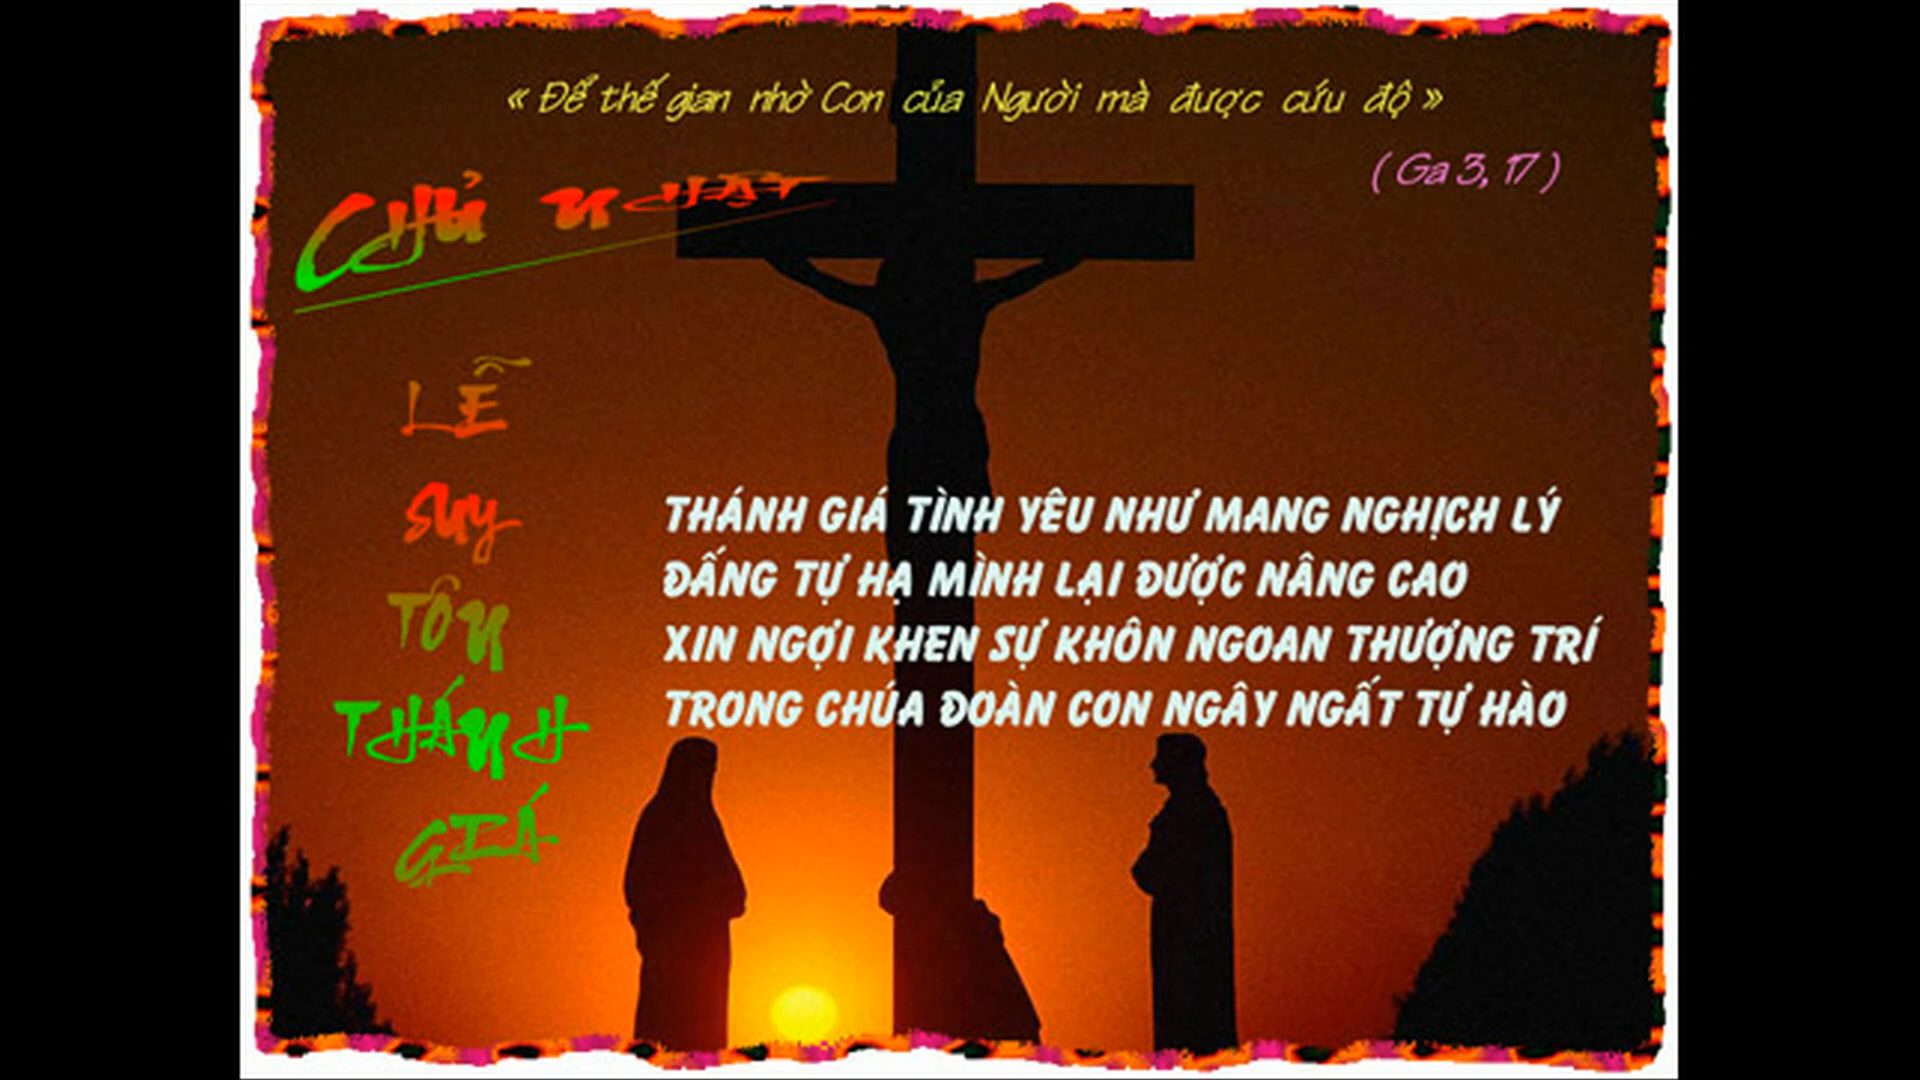 « Để thế gian nhờ Con của Người mà được cứu độ »
( Ga 3, 17 )
CHỦ NHẬT
LỄ
SUY
TÔN
THÁNH
GIÁ
THÁNH GIÁ TÌNH YÊU NHƯ MANG NGHỊCH LÝ
ĐẤNG TỰ HẠ MÌNH LẠI ĐƯỢC NÂNG CAO
XIN NGỢI KHEN SỰ KHÔN NGOAN THƯỢNG TRÍ
TRONG CHÚA ĐOÀN CON NGÂY NGẤT TỰ HÀO